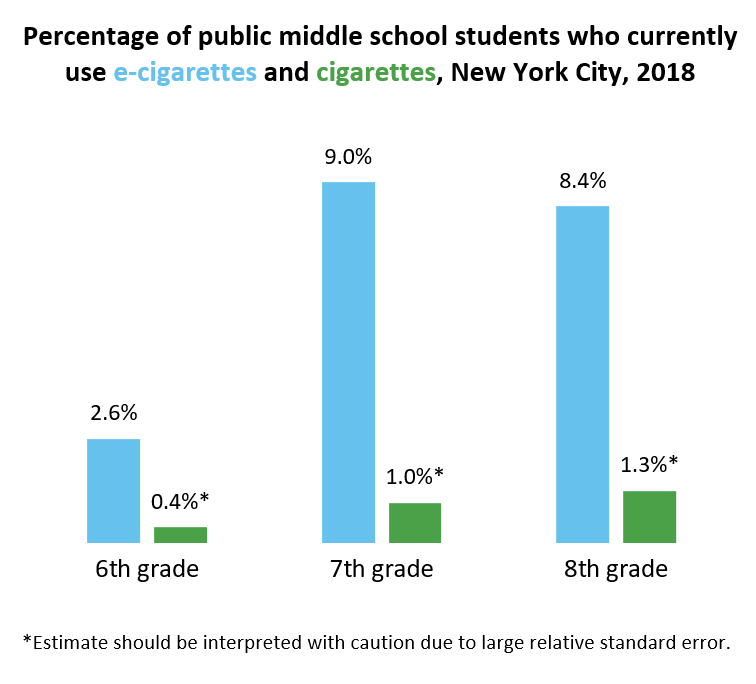 Percentage of public middle school students who currently
use e-cigarettes and cigarettes, New York City, 2018
9.0%
8.4%
2.6%
1.3%*
1.0%*
0.4%*
6th grade
7th grade
8th grade
*Estimate should be interpreted with caution due to large relative standard error.